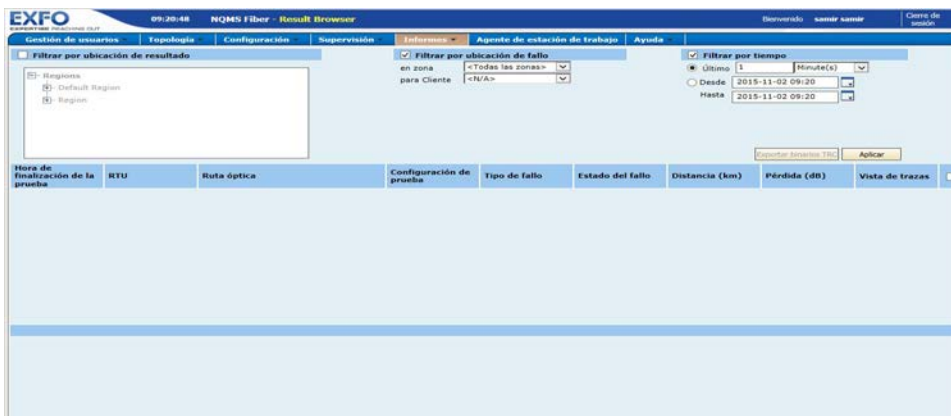 EXFO
EXPERTISE REACHING OUT
09:20:48
NQMS Fiber - Result Browser
Bienvenido samir samir
Cierre de sesión
Gestión de usuarios
Topología
Configuración
Supervisión
Informes
Agente de estación de trabajo
Ayuda
Filtrar por ubicación de resultado
Regions
Default Region
Region
Filtrar por ubicación de fallo
en zona <Todas las zonas>
para Cliente <N/A>
Filtrar por tiempo
Último 1 Minute(s)
Desde 2015-11-02 09:20
Hasta 2015-11-02 09:20
Exportar binarios TRC
Aplicar
Hora de finalización de la prueba
RTU
Ruta óptica
Configuración de prueba
Tipo de fallo
Estado del fallo
Distancia (km)
Pérdida (dB)
Vista de trazas